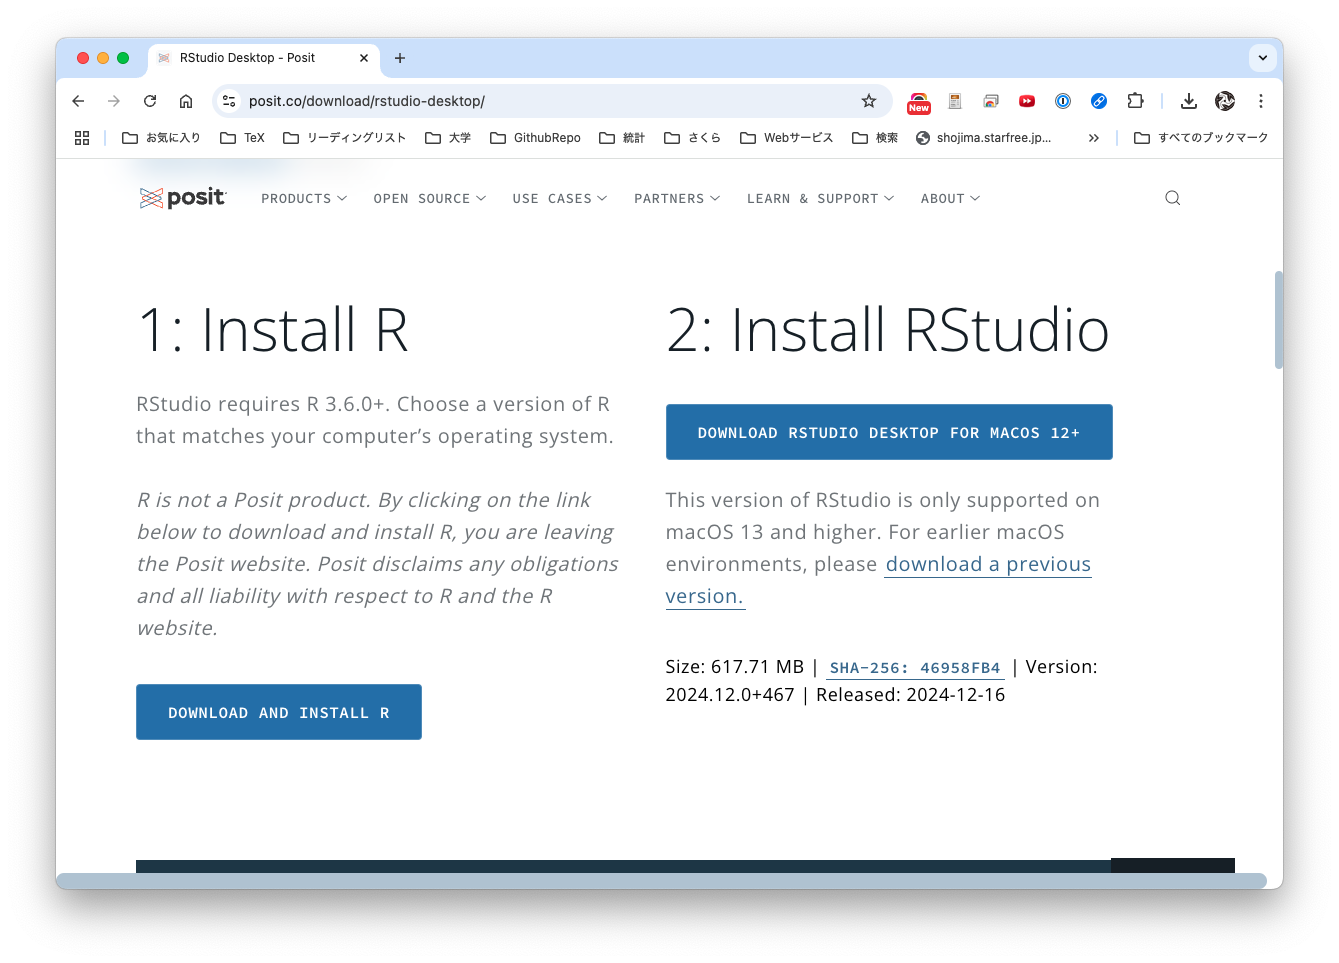 RStudio Desktop - Posit
posit.co/download/rstudio-desktop/
New
お気に入り TeX リーディングリスト 大学 GithubRepo 統計 さくら Webサービス 検索 shojima.starfree.jp... » すべてのブックマーク
posit PRODUCTS OPEN SOURCE USE CASES PARTNERS LEARN & SUPPORT ABOUT
1: Install R
RStudio requires R 3.6.0+. Choose a version of R
that matches your computer’s operating system.
R is not a Posit product. By clicking on the link
below to download and install R, you are leaving
the Posit website. Posit disclaims any obligations
and all liability with respect to R and the R
website.
DOWNLOAD AND INSTALL R
2: Install RStudio
DOWNLOAD RSTUDIO DESKTOP FOR MACOS 12+
This version of RStudio is only supported on
macOS 13 and higher. For earlier macOS
environments, please download a previous
version.
Size: 617.71 MB | SHA-256: 46958FB4 | Version:
2024.12.0+467 | Released: 2024-12-16